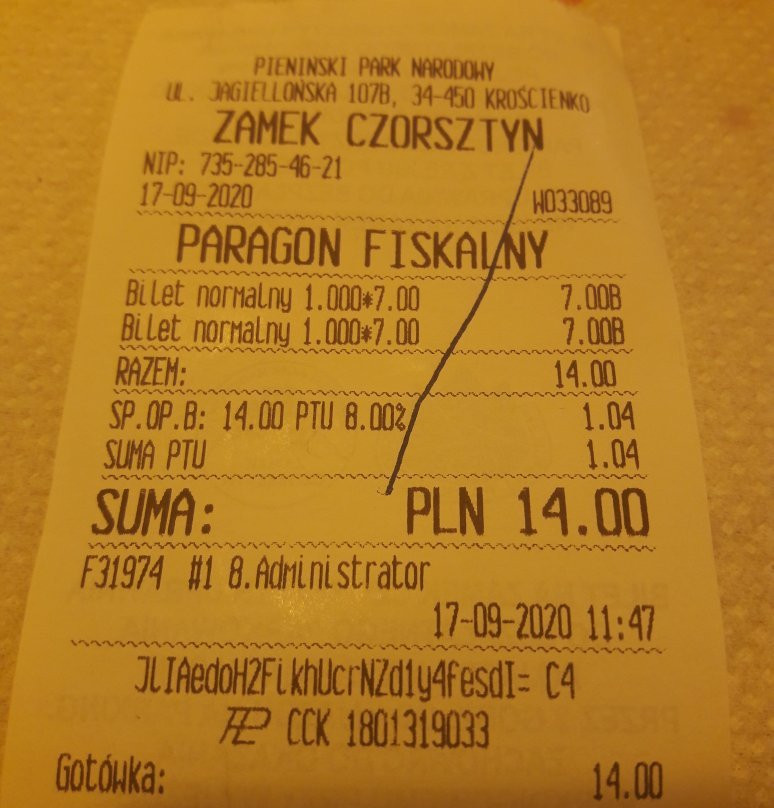 PIENINSKI PARK NARODOWY
UL. JAGIELLOŃSKA 107B, 34-450 KROŚCIENKO
ZAMEK CZORSZTYN
NIP: 735-285-46-21
17-09-2020 W033089
PARAGON FISKALNY
Bilet normalny 1.000*7.00 7.00B
Bilet normalny 1.000*7.00 7.00B
RAZEM: 14.00
SP.OP.B: 14.00 PTU 8.00% 1.04
SUMA PTU 1.04
SUMA: PLN 14.00
F31974 #1 8.Administrator
17-09-2020 11:47
JlIAedoH2FikhUcrNZd1y4fesdI= C4
CCK 1801319033
Gotówka: 14.00